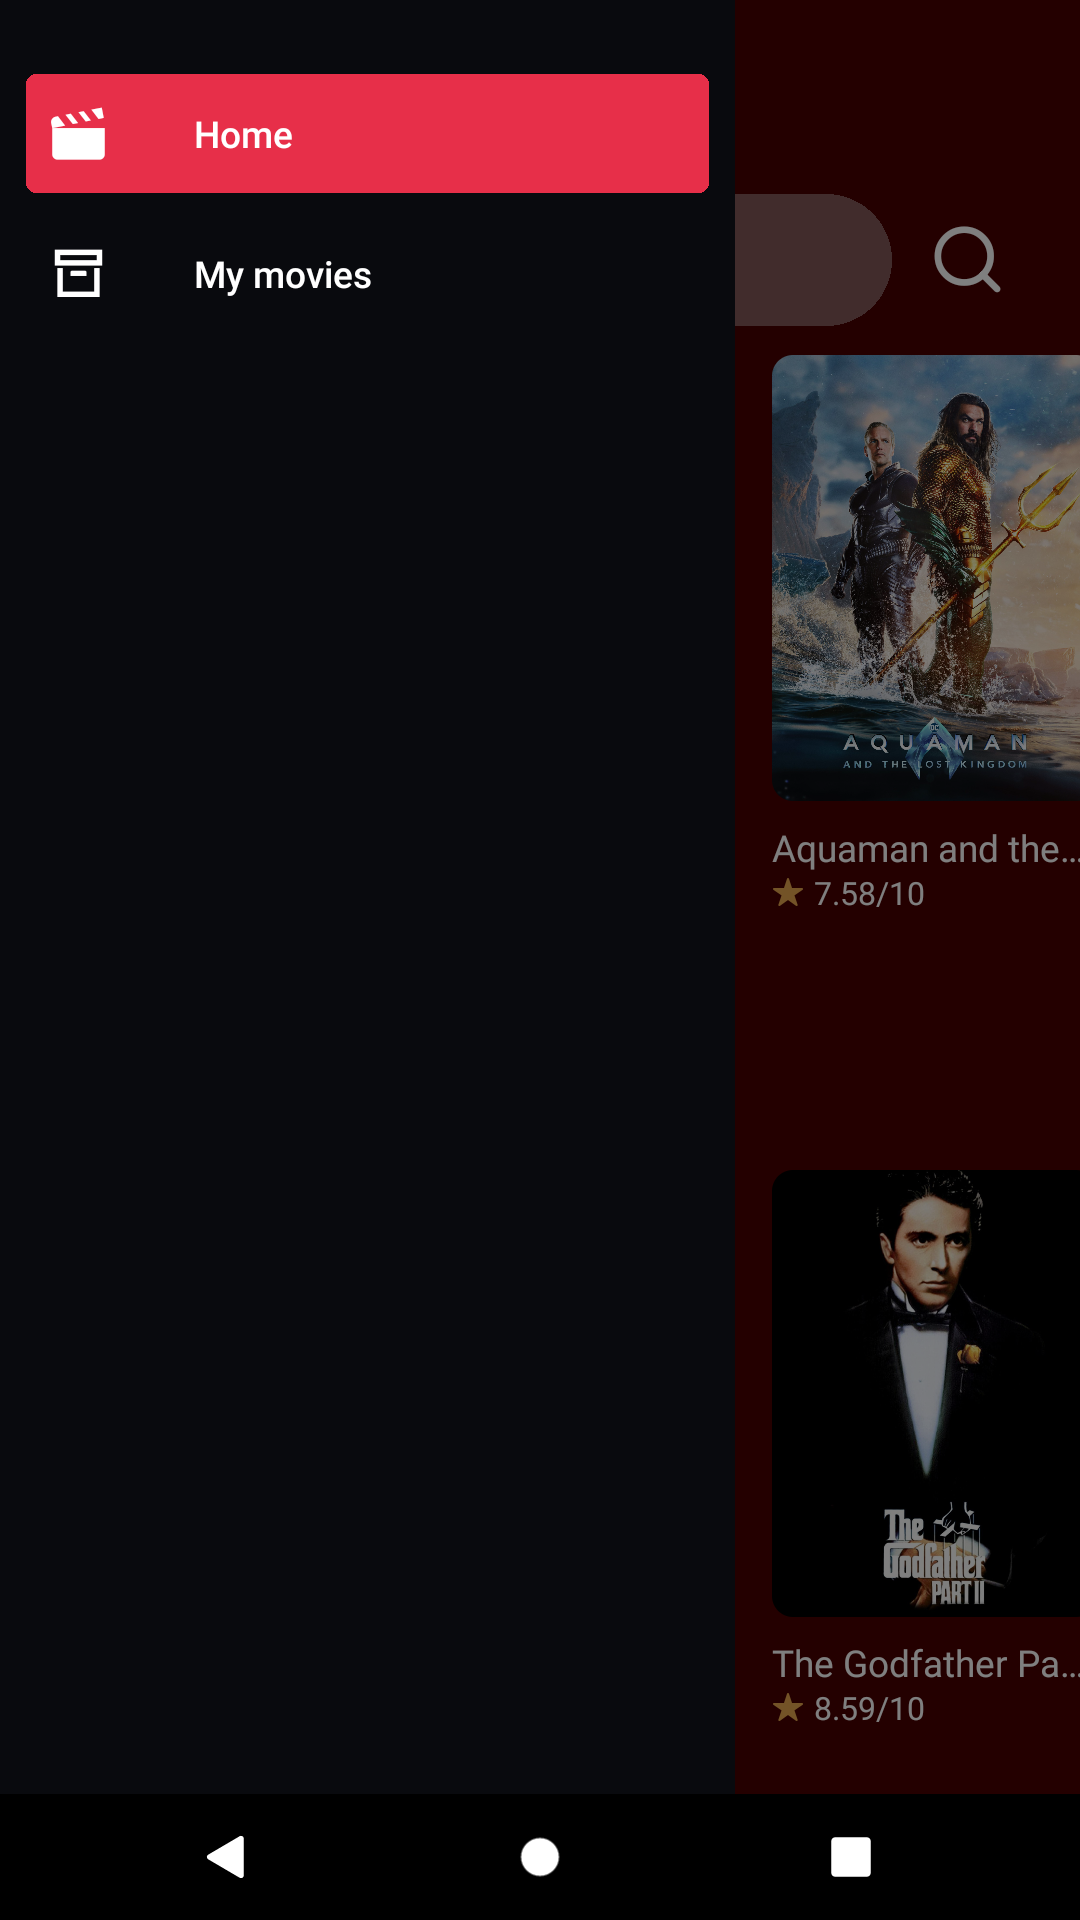 Home
My movies
AQUAMAN
AND THE LOST KINGDOM
Aquaman and the...
7.58/10
The
Godfather
PART II
The Godfather Pa...
8.59/10